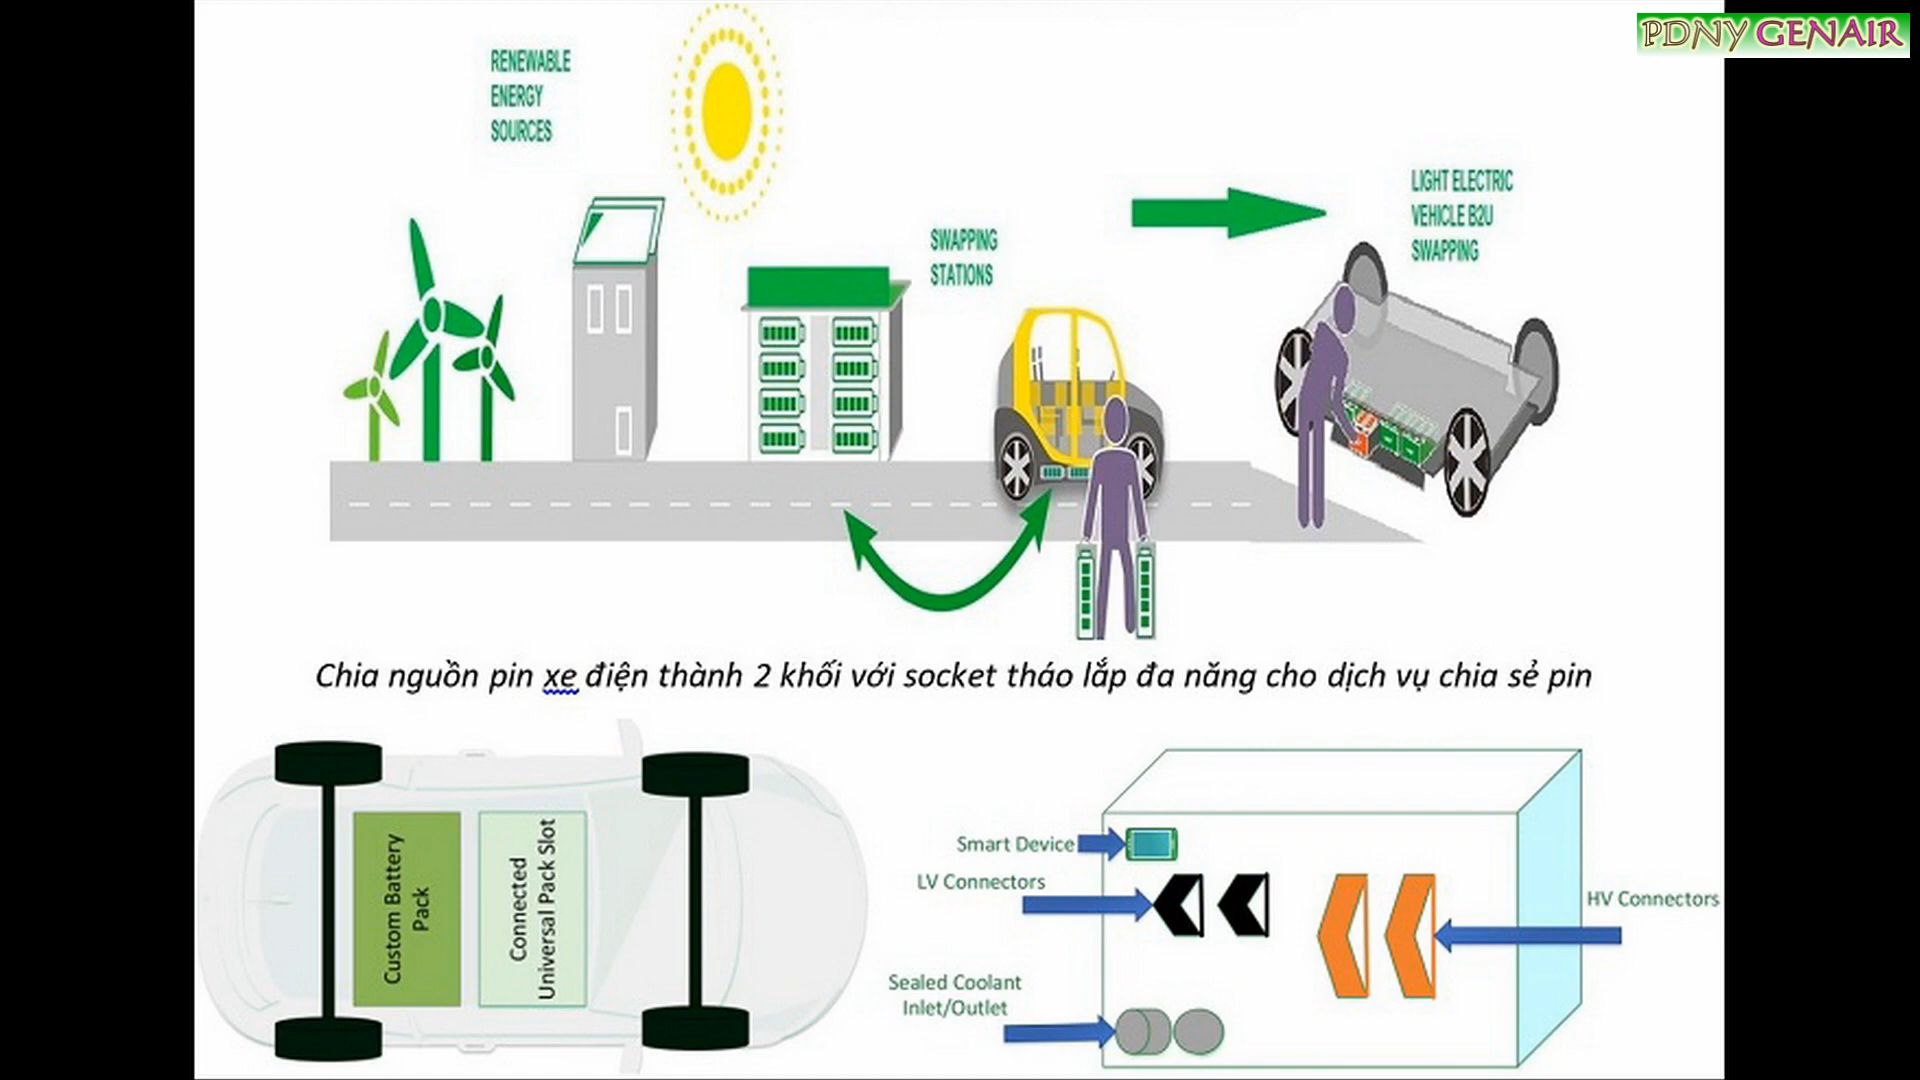 PDNY GENAIR
RENEWABLE
ENERGY
SOURCES
SWAPPING
STATIONS
LIGHT ELECTRIC
VEHICLE B2U
SWAPPING
Chia nguồn pin xe điện thành 2 khối với socket tháo lắp đa năng cho dịch vụ chia sẻ pin
Custom Battery
Pack
Connected
Universal Pack Slot
Smart Device
LV Connectors
HV Connectors
Sealed Coolant
Inlet/Outlet